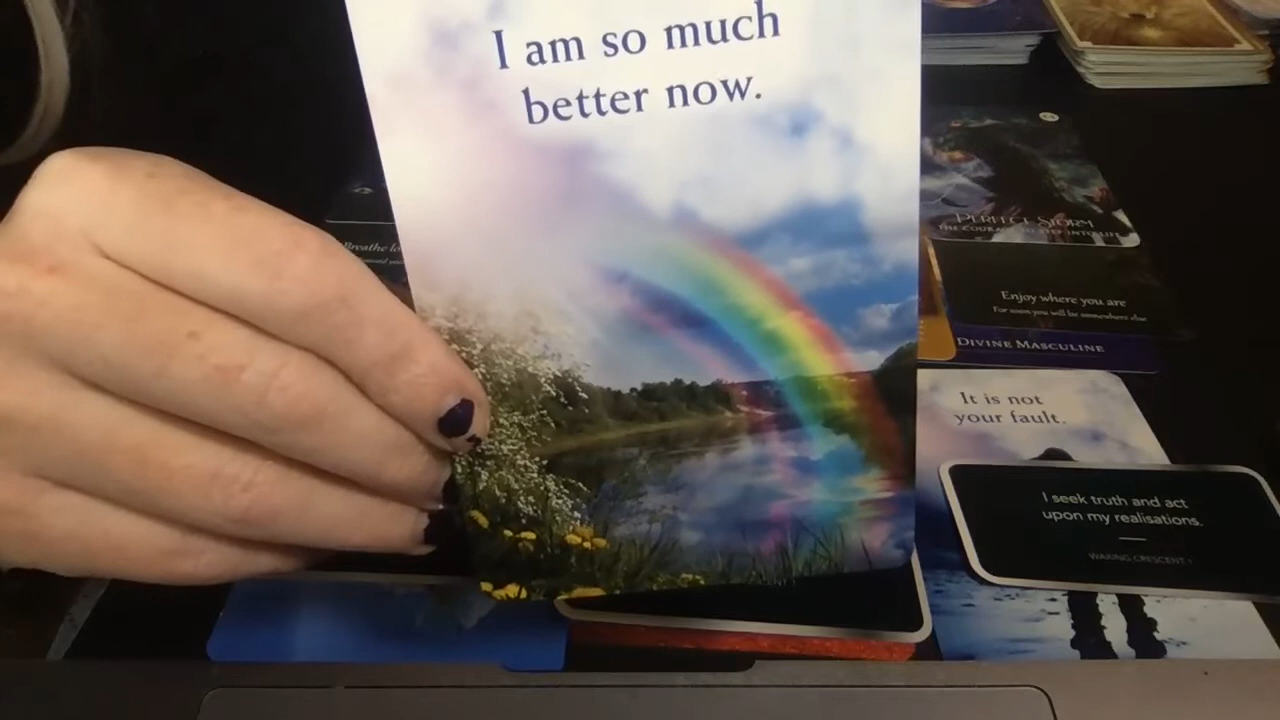 I am so much
better now.
Breathe lo
PERFECT STORM
THE COURAGE TO STEP INTO LIFE
Enjoy where you are
For soon you will be somewhere else
DIVINE MASCULINE
It is not
your fault.
I seek truth and act
upon my realisations.
WAXING CRESCENT 1